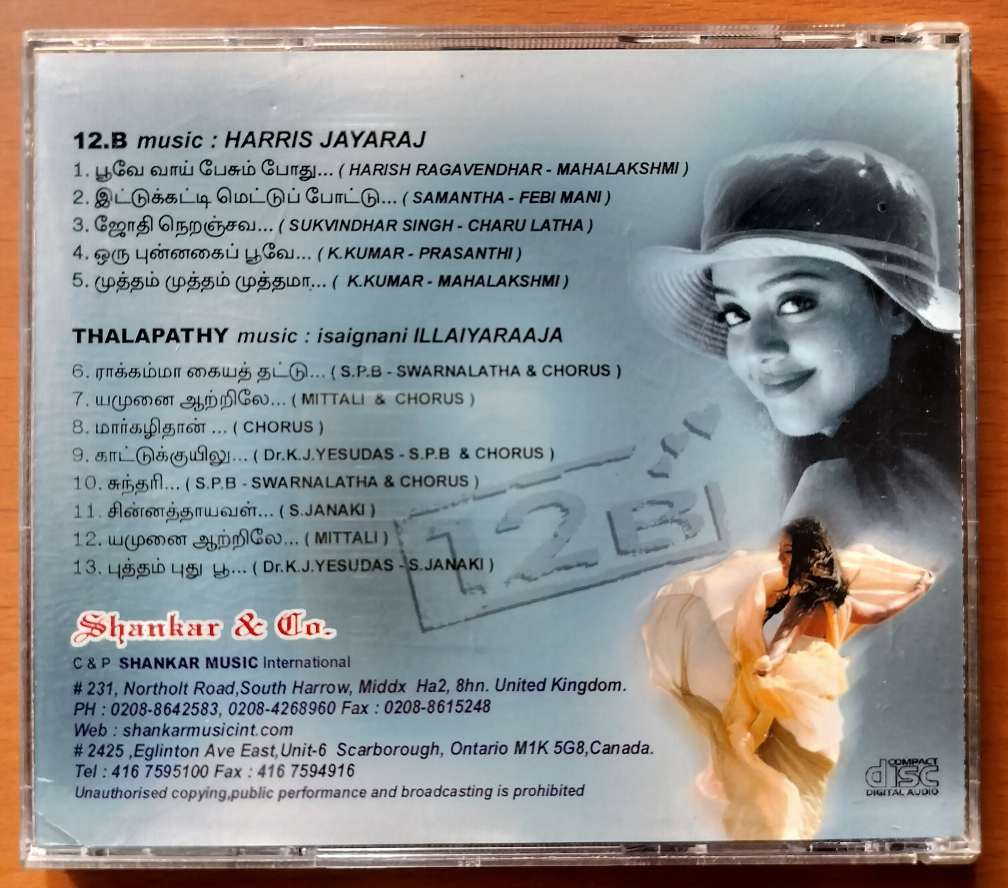 12.B music : HARRIS JAYARAJ
1. பூவே வாய் பேசும் போது... ( HARISH RAGAVENDHAR - MAHALAKSHMI )
2. இட்டுக்கட்டி மெட்டுப் போட்டு... ( SAMANTHA - FEBI MANI )
3. ஜோதி நெறஞ்சவ... ( SUKVINDHAR SINGH - CHARU LATHA )
4. ஒரு புன்னகைப் பூவே... ( K.KUMAR - PRASANTHI )
5. முத்தம் முத்தம் முத்தமா... ( K.KUMAR - MAHALAKSHMI )
THALAPATHY music : isaignani ILLAIYARAAJA
6. ராக்கம்மா கையத் தட்டு... ( S.P.B - SWARNALATHA & CHORUS )
7. யமுனை ஆற்றிலே... ( MITTALI & CHORUS )
8. மார்கழிதான் ... ( CHORUS )
9. காட்டுக்குயிலு... ( Dr.K.J.YESUDAS - S.P.B & CHORUS )
10. சுந்தரி... ( S.P.B - SWARNALATHA & CHORUS )
11. சின்னத்தாயவள்... ( S.JANAKI )
12. யமுனை ஆற்றிலே... ( MITTALI )
13. புத்தம் புது பூ... ( Dr.K.J.YESUDAS - S.JANAKI )
12B
Shankar & Co.
C & P SHANKAR MUSIC International
# 231, Northolt Road,South Harrow, Middx Ha2, 8hn. United Kingdom.
PH : 0208-8642583, 0208-4268960 Fax : 0208-8615248
Web : shankarmusicint.com
# 2425 ,Eglinton Ave East,Unit-6 Scarborough, Ontario M1K 5G8,Canada.
Tel : 416 7595100 Fax : 416 7594916
Unauthorised copying,public performance and broadcasting is prohibited
COMPACT
disc
DIGITAL AUDIO